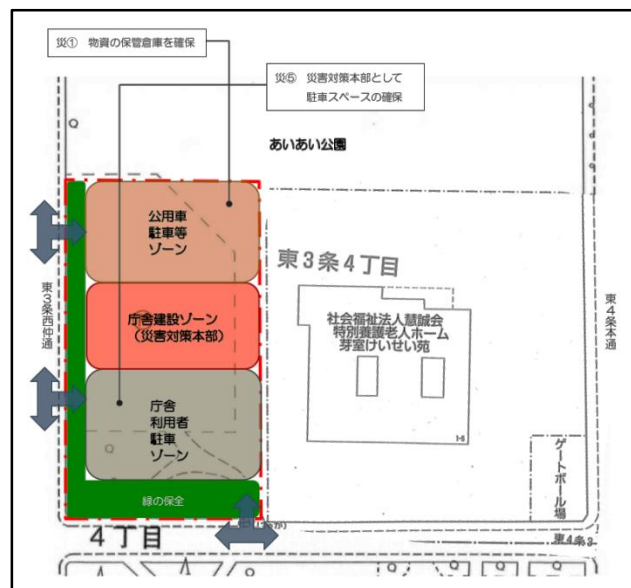 災① 物資の保管倉庫を確保
災⑤ 災害対策本部として
駐車スペースの確保
あいあい公園
公用車
駐車等
ゾーン
東3条4丁目
庁舎建設ゾーン
（災害対策本部）
社会福祉法人慧誠会
特別養護老人ホーム
芽室けいせい苑
庁舎
利用者
駐車
ゾーン
緑の保全
東3条西仲通
東4条本通
ゲートボール場
4丁目
東4条3